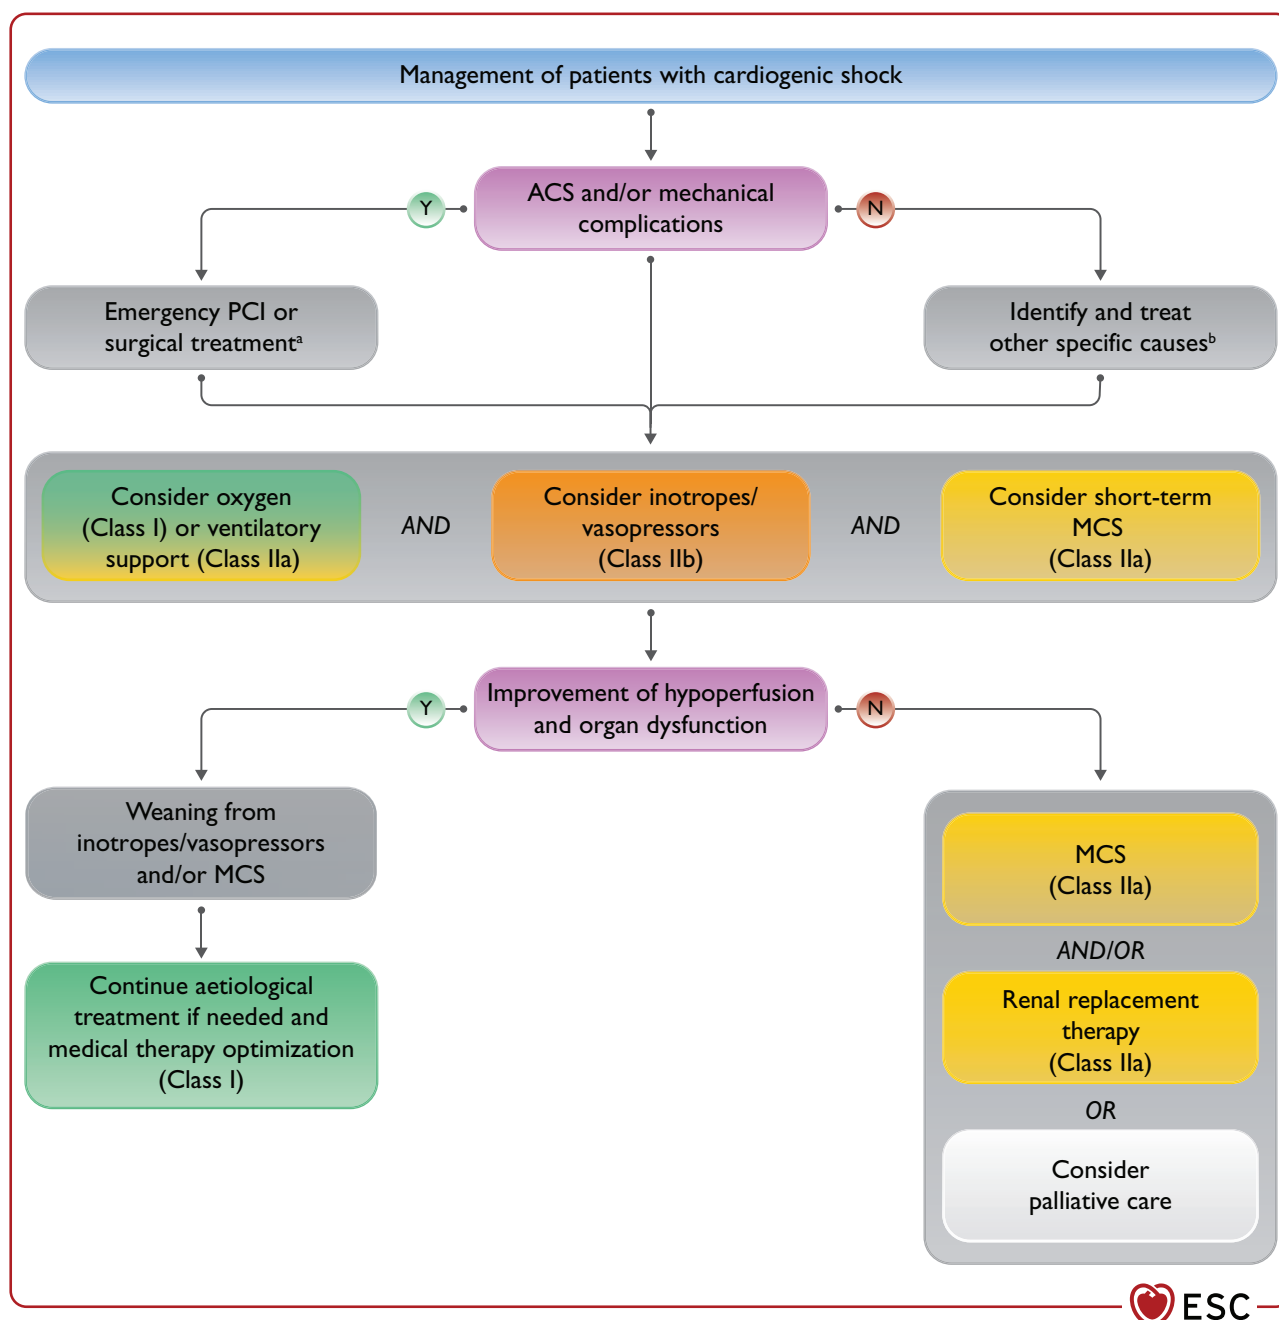 Management of patients with cardiogenic shock
ACS and/or mechanical
complications
Y
N
Emergency PCI or
surgical treatmentᵃ
Identify and treat
other specific causesᵇ
Consider oxygen
(Class I) or ventilatory
support (Class IIa)
AND
Consider inotropes/
vasopressors
(Class IIb)
AND
Consider short-term
MCS
(Class IIa)
Improvement of hypoperfusion
and organ dysfunction
Y
N
Weaning from
inotropes/vasopressors
and/or MCS
Continue aetiological
treatment if needed and
medical therapy optimization
(Class I)
MCS
(Class IIa)
AND/OR
Renal replacement
therapy
(Class IIa)
OR
Consider
palliative care
ESC